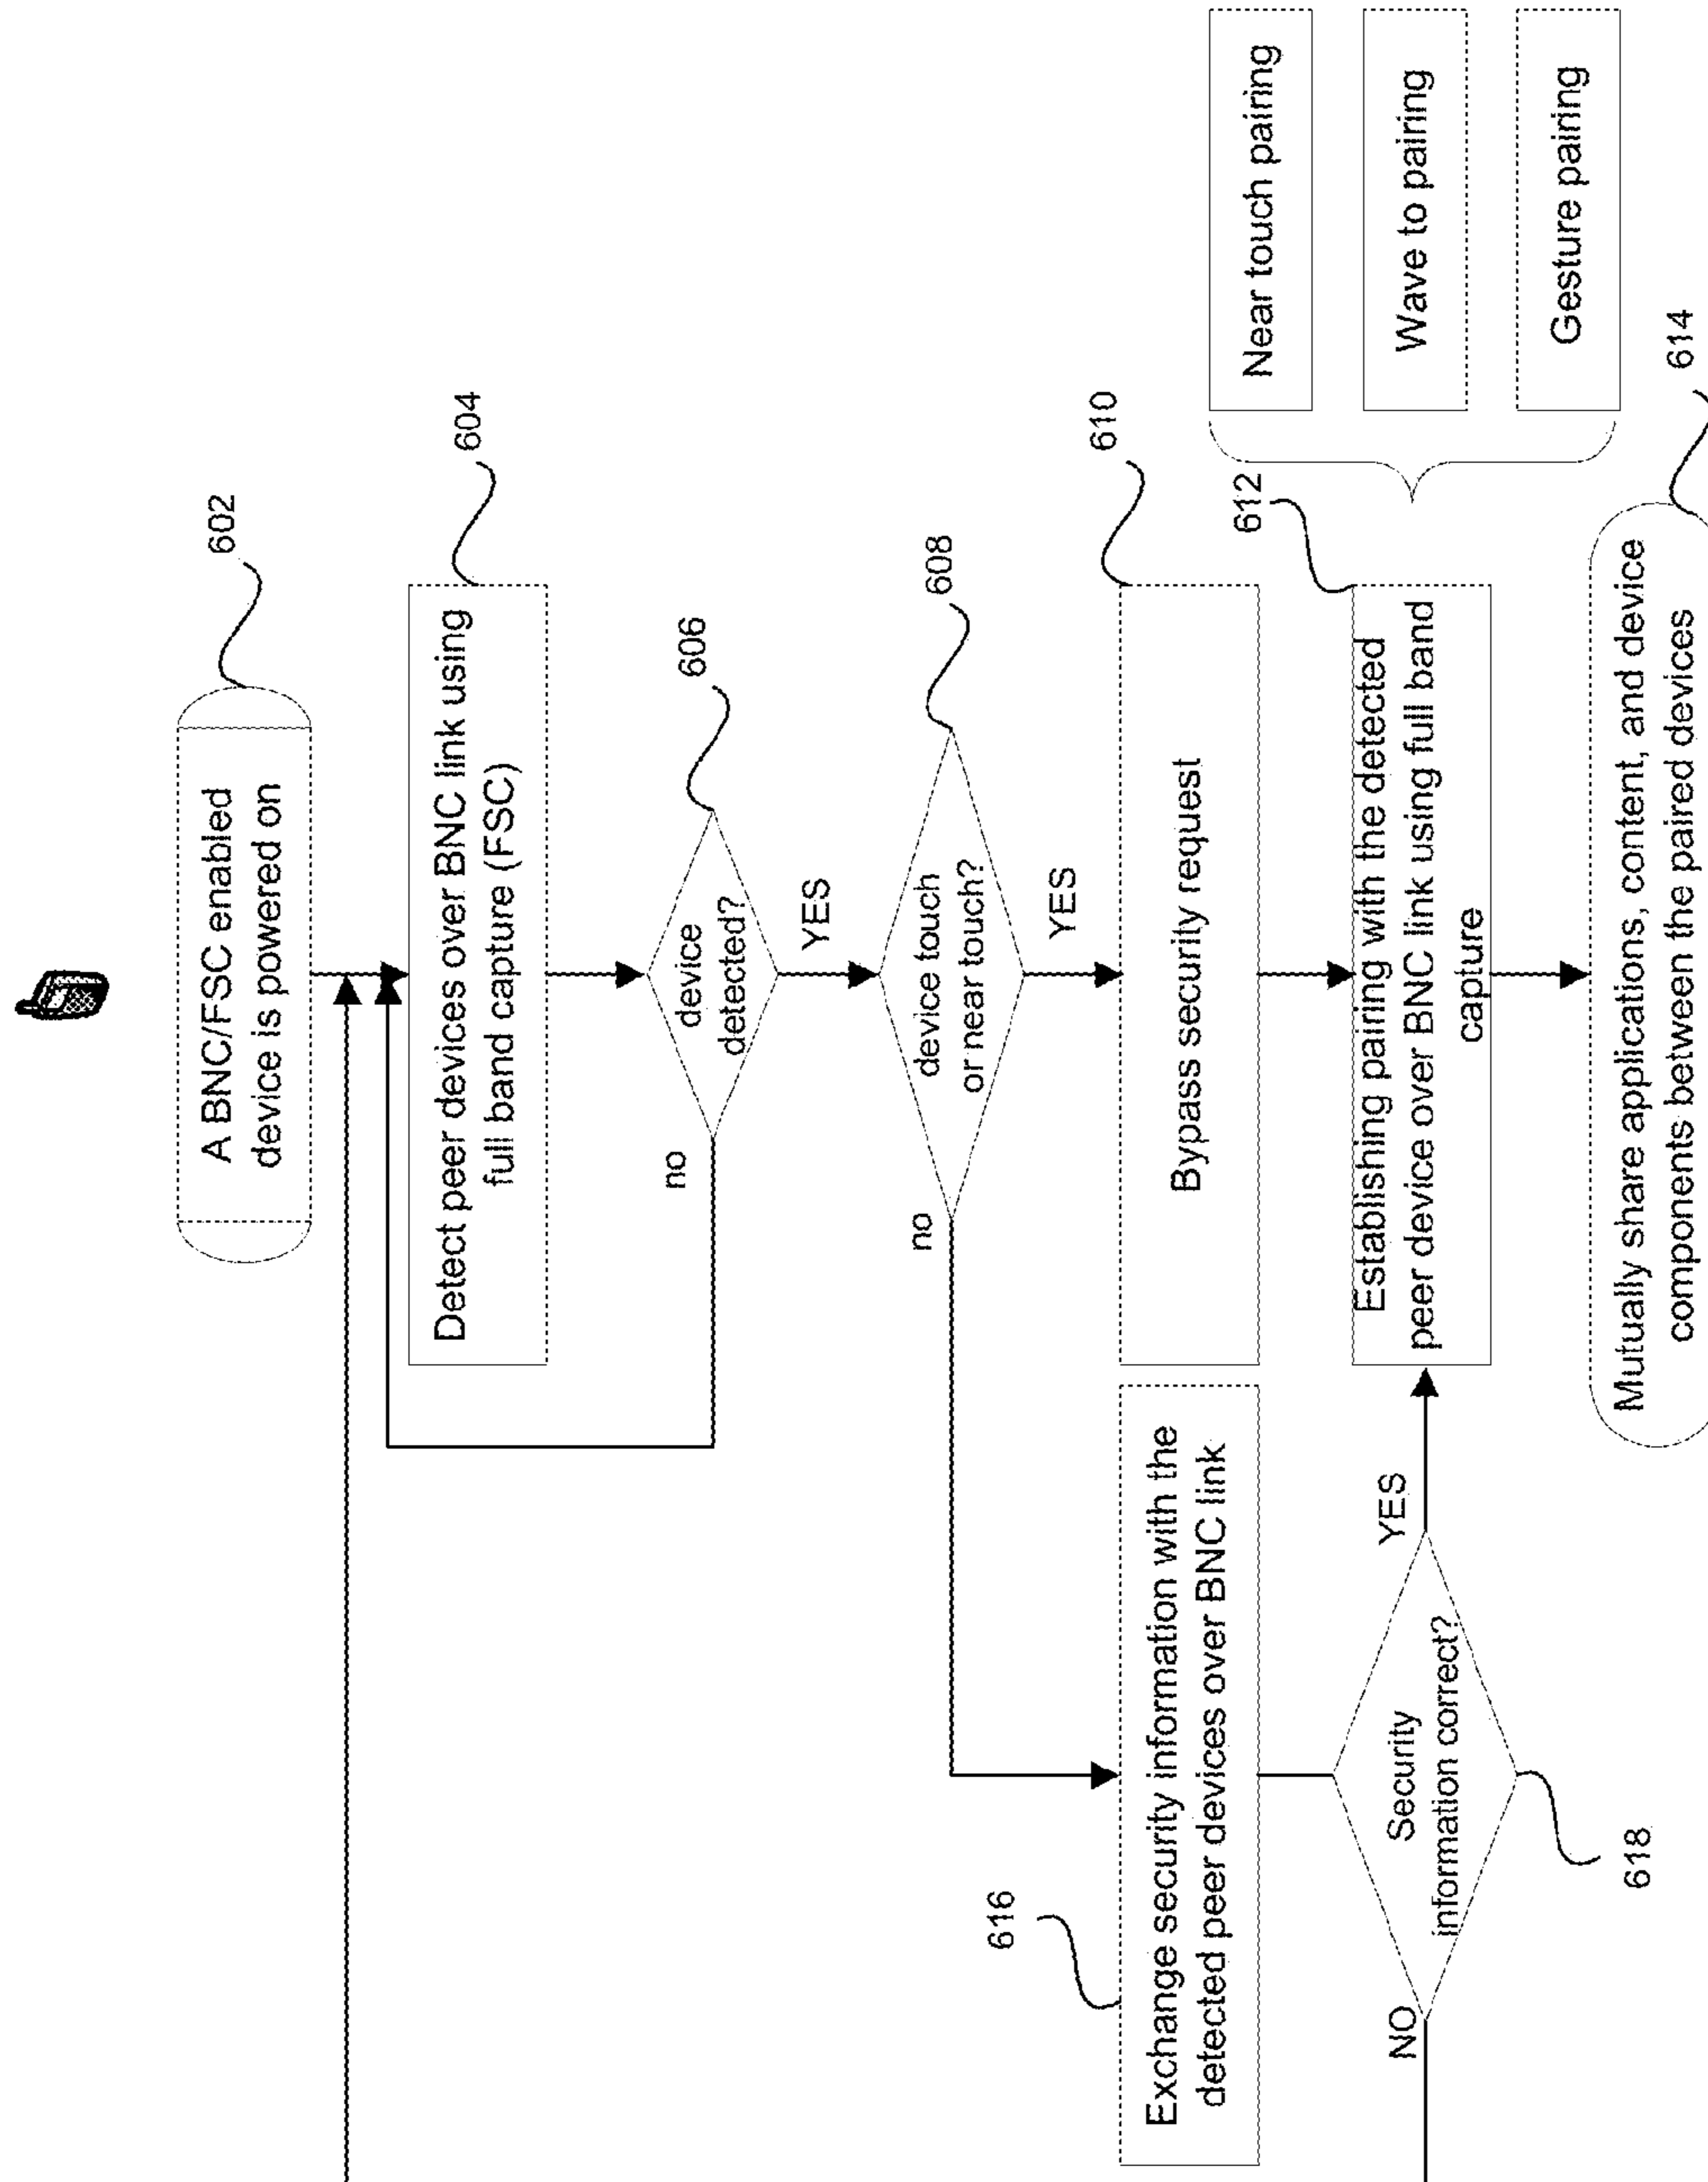 A BNC/FSC enabled
device is powered on
602
Detect peer devices over BNC link using
full band capture (FSC)
604
device
detected?
606
no
YES
device touch
or near touch?
608
no
YES
Bypass security request
610
Exchange security information with the
detected peer devices over BNC link
616
Establishing pairing with the detected
peer device over BNC link using full band
capture
612
Near touch pairing
Wave to pairing
Gesture pairing
Security
information correct?
618
YES
NO
Mutually share applications, content, and device
components between the paired devices
614